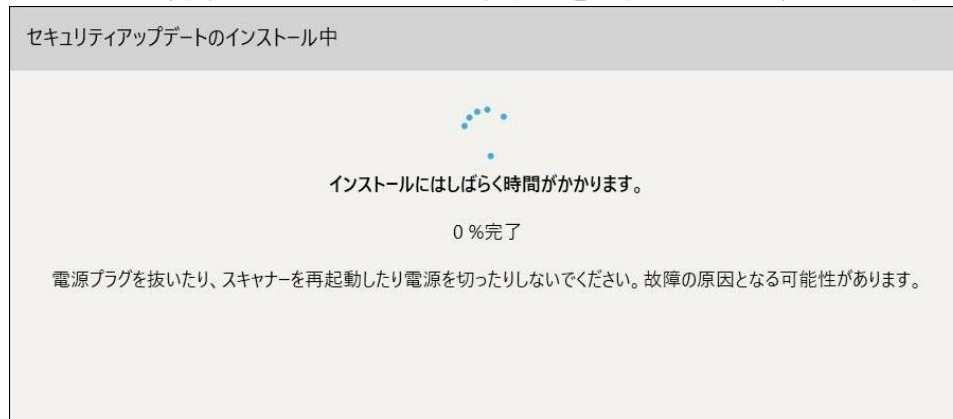 セキュリティアップデートのインストール中
インストールにはしばらく時間がかかります。
0 %完了
電源プラグを抜いたり、スキャナーを再起動したり電源を切ったりしないでください。故障の原因となる可能性があります。